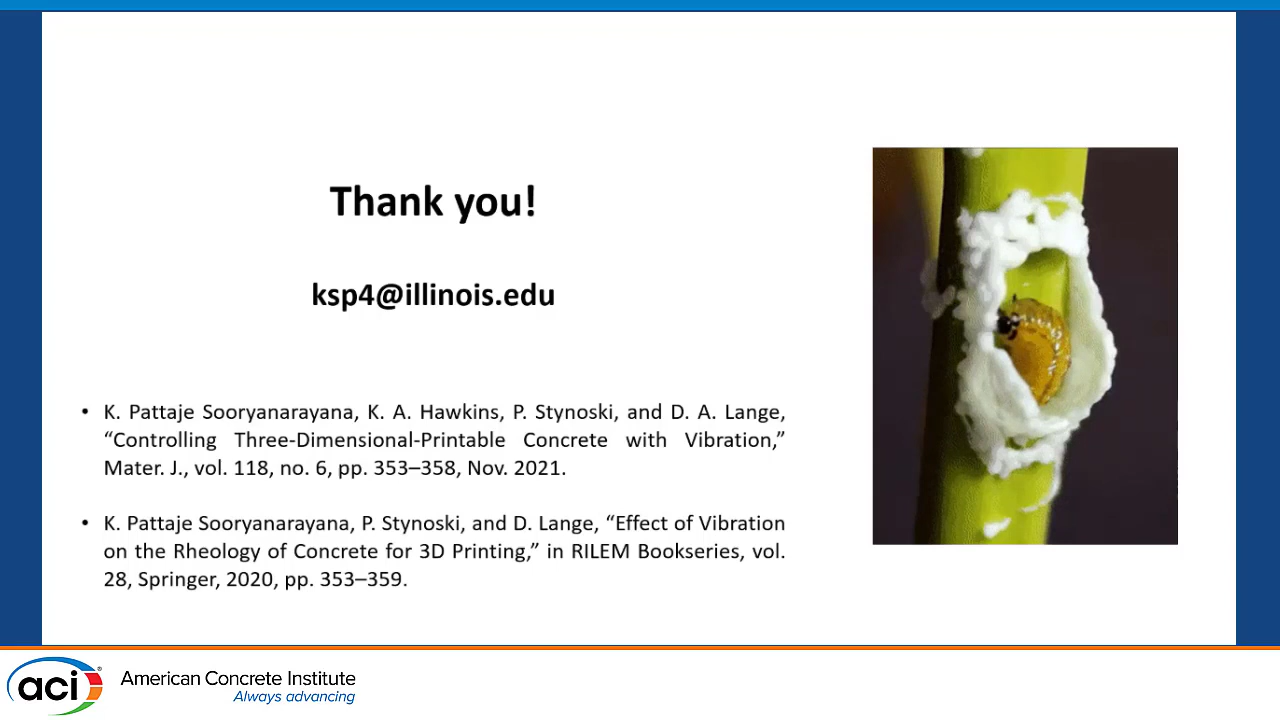 Thank you!
ksp4@illinois.edu
• K. Pattaje Sooryanarayana, K. A. Hawkins, P. Stynoski, and D. A. Lange,
“Controlling Three-Dimensional-Printable Concrete with Vibration,”
Mater. J., vol. 118, no. 6, pp. 353–358, Nov. 2021.
• K. Pattaje Sooryanarayana, P. Stynoski, and D. Lange, “Effect of Vibration
on the Rheology of Concrete for 3D Printing,” in RILEM Bookseries, vol.
28, Springer, 2020, pp. 353–359.
aci®
American Concrete Institute
Always advancing